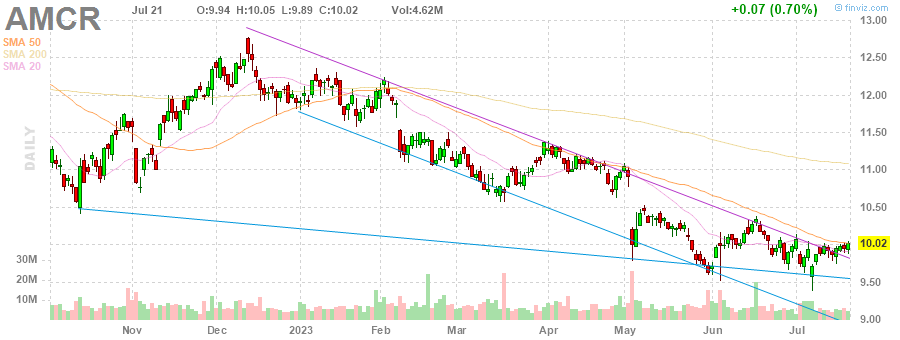 AMCR Jul 21 O:9.94 H:10.05 L:9.89 C:10.02 Vol:4.62M +0.07 (0.70%) © finviz.com
SMA 50
SMA 200
SMA 20
DAILY
13.00
12.50
12.00
11.50
11.00
10.50
10.02
9.50
9.00
30M
20M
10M
Nov Dec 2023 Feb Mar Apr May Jun Jul